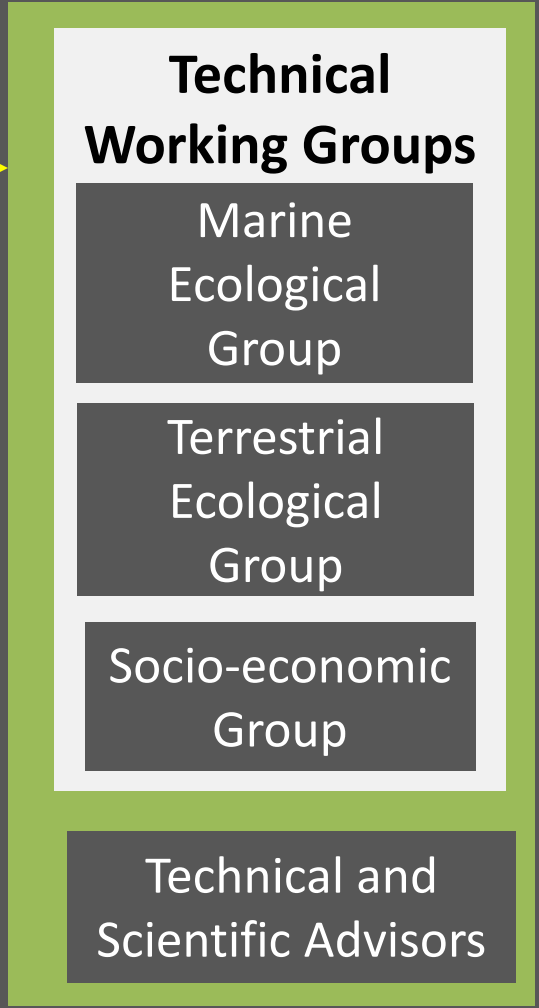 Technical
Working Groups
Marine
Ecological
Group
Terrestrial
Ecological
Group
Socio-economic
Group
Technical and
Scientific Advisors